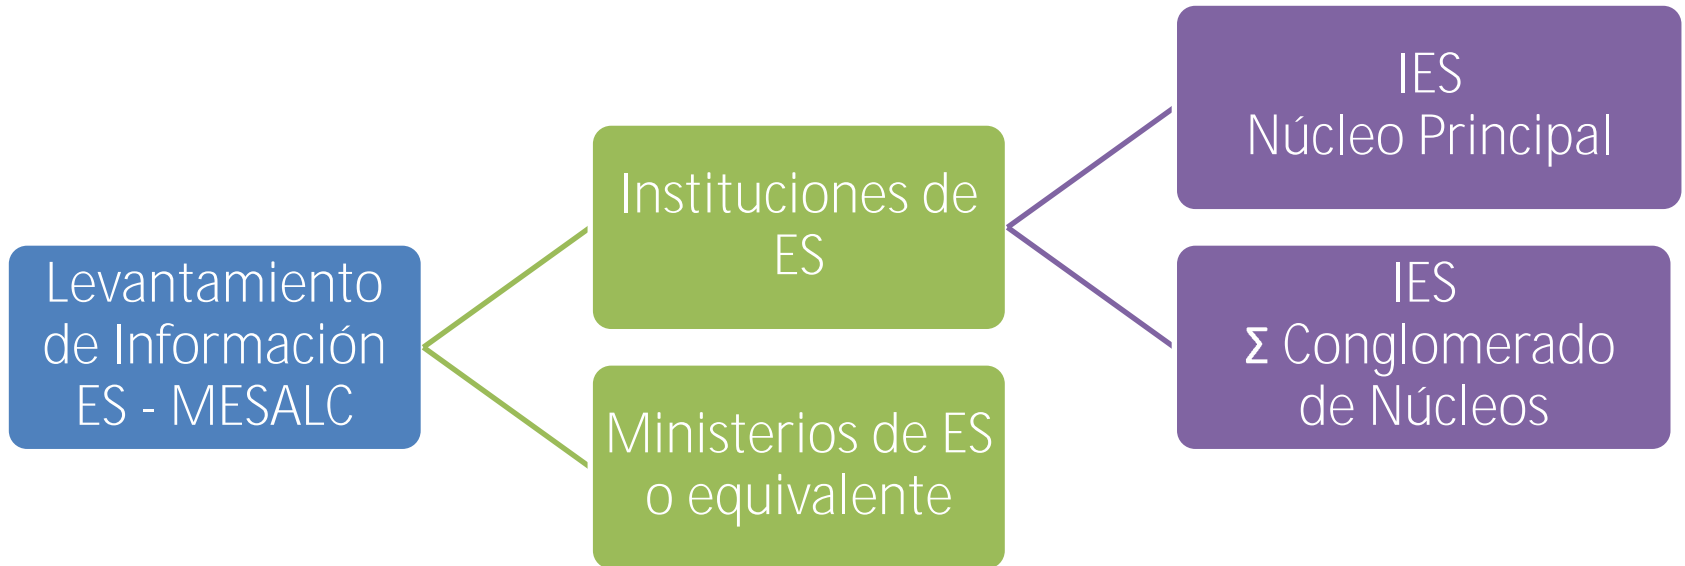 Levantamiento
de Información
ES - MESALC
Instituciones de
ES
Ministerios de ES
o equivalente
IES
Núcleo Principal
IES
Σ Conglomerado
de Núcleos